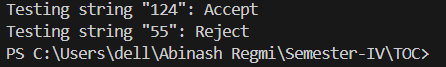 Testing string "124": Accept
Testing string "55": Reject
PS C:\Users\dell\Abinash Regmi\Semester-IV\TOC>